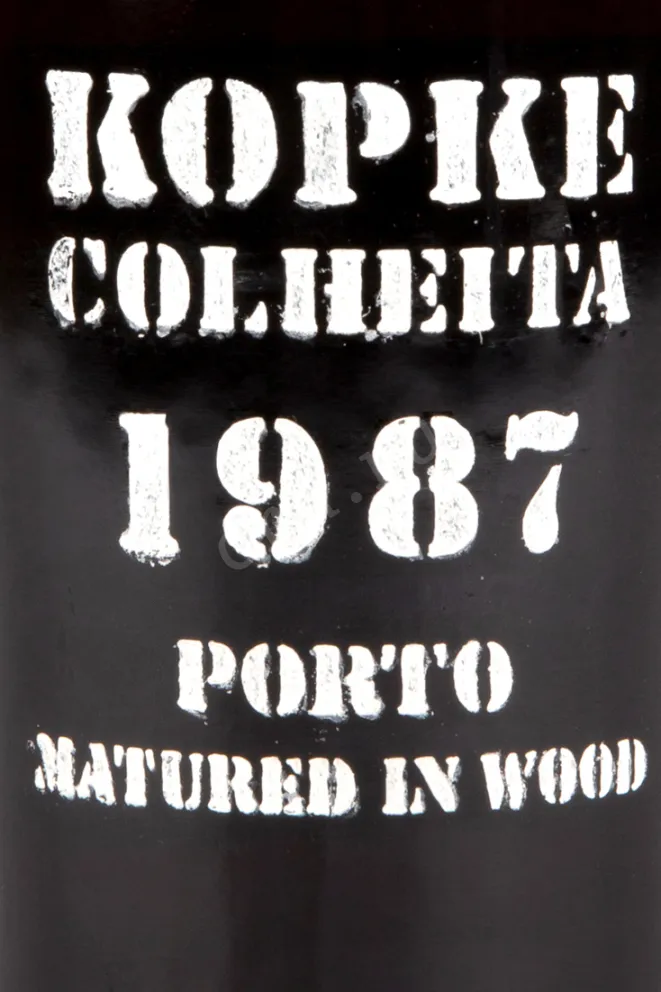 KOPKE
COLHEITA
1987
PORTO
MATURED IN WOOD